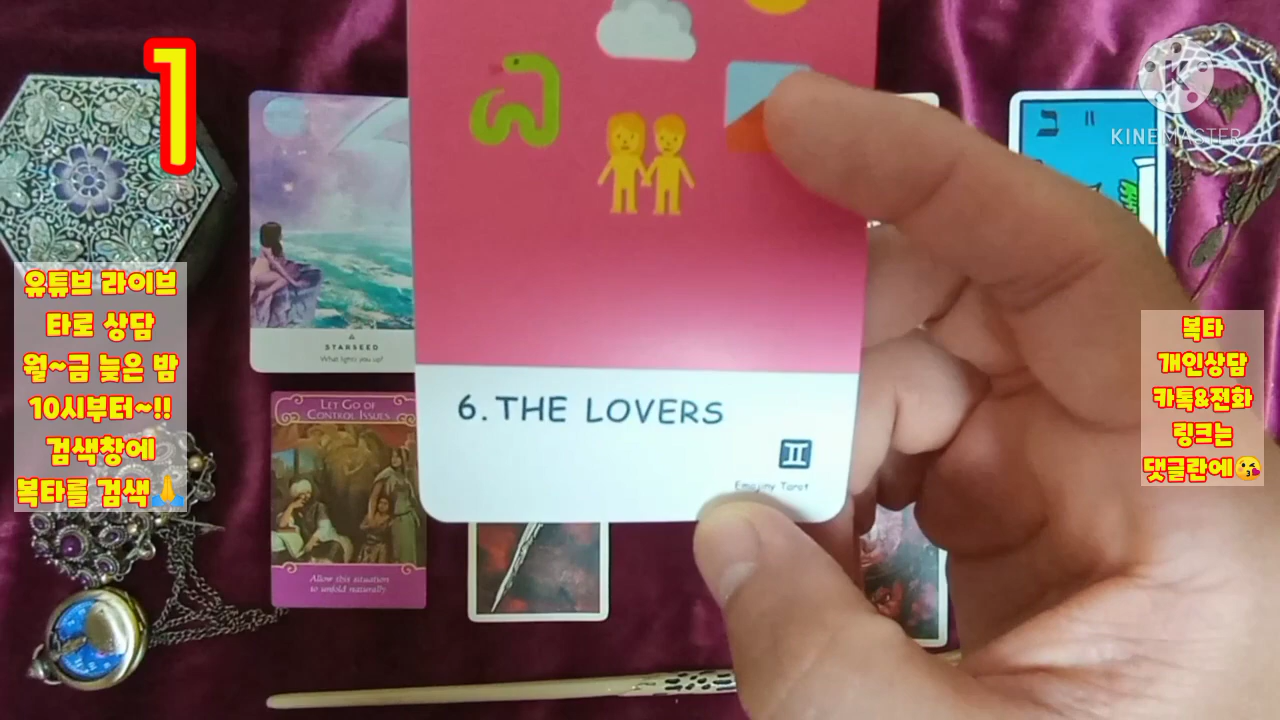 1
유튜브 라이브
타로 상담
월~금 늦은 밤
10시부터~!!
검색창에
복타를 검색🙏
STARSEED
What lights you up?
LET GO OF
CONTROL ISSUES
Allow this situation
to unfold naturally.
6. THE LOVERS
♊
Emojiny Tarot
ב
K
KINEMASTER
복타
개인상담
카톡&전화
링크는
댓글란에😘